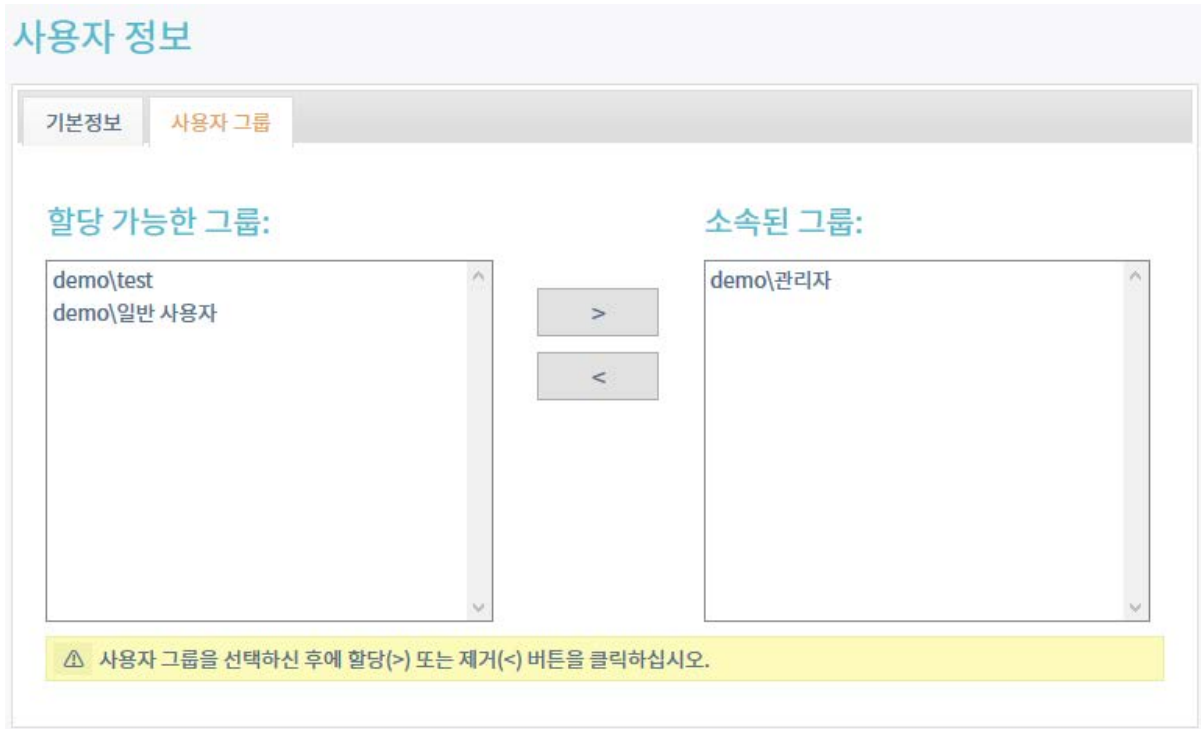 사용자 정보
기본정보 사용자 그룹
할당 가능한 그룹: 소속된 그룹:
demo\test demo\관리자
demo\일반 사용자
>
<
사용자 그룹을 선택하신 후에 할당(>) 또는 제거(<) 버튼을 클릭하십시오.